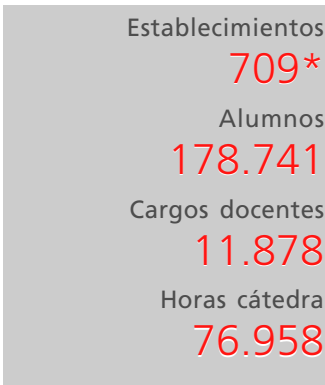 Establecimientos
709*
Alumnos
178.741
Cargos docentes
11.878
Horas cátedra
76.958